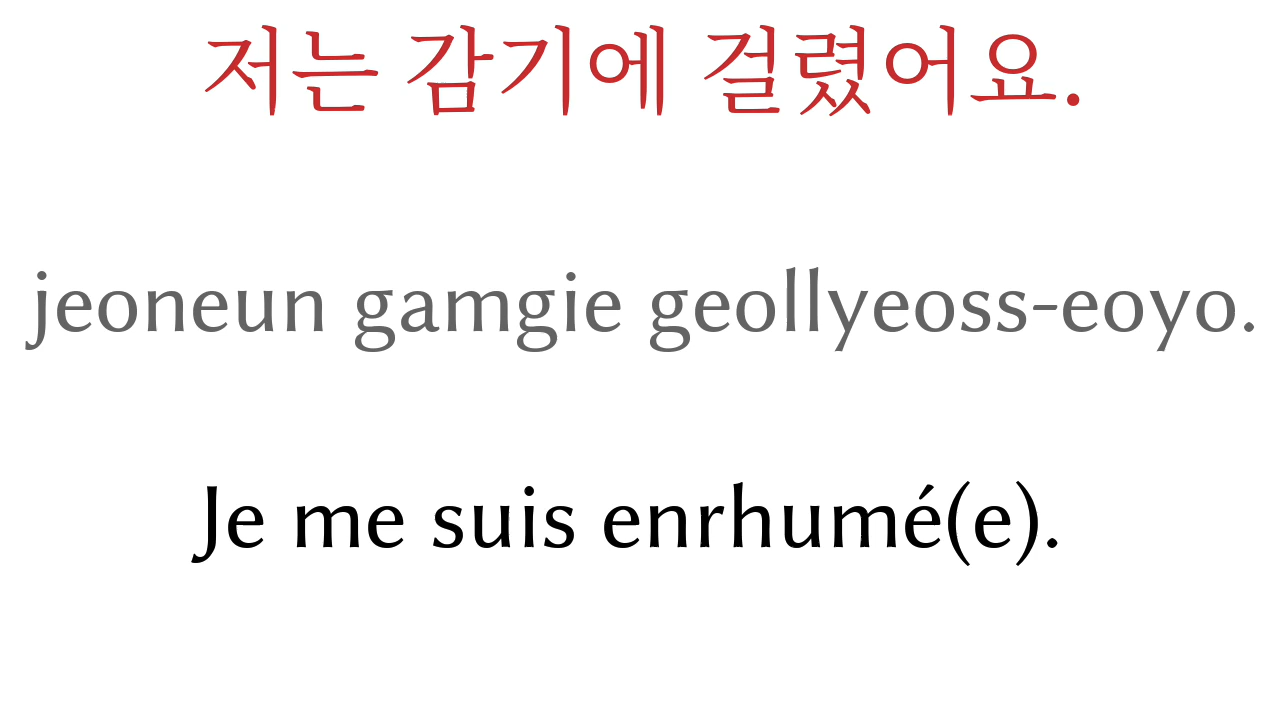 저는 감기에 걸렸어요.
jeoneun gamgie geollyeoss-eoyo.
Je me suis enrhumé(e).